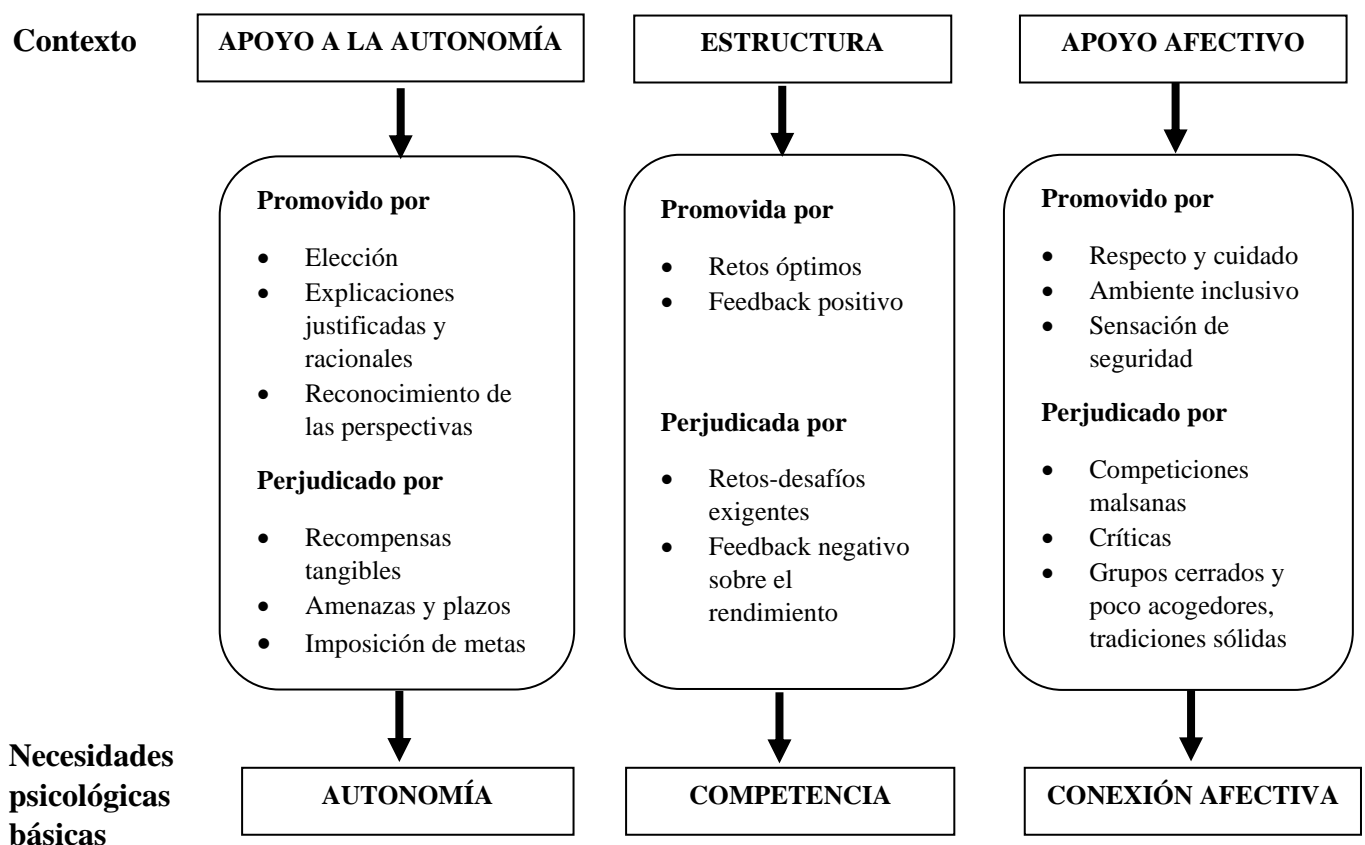 Contexto
APOYO A LA AUTONOMÍA
ESTRUCTURA
APOYO AFECTIVO
Promovido por
• Elección
• Explicaciones
justificadas y
racionales
• Reconocimiento de
las perspectivas
Perjudicado por
• Recompensas
tangibles
• Amenazas y plazos
• Imposición de metas
Promovida por
• Retos óptimos
• Feedback positivo
Perjudicada por
• Retos-desafíos
exigentes
• Feedback negativo
sobre el
rendimiento
Promovido por
• Respecto y cuidado
• Ambiente inclusivo
• Sensación de
seguridad
Perjudicado por
• Competiciones
malsanas
• Críticas
• Grupos cerrados y
poco acogedores,
tradiciones sólidas
Necesidades
psicológicas
básicas
AUTONOMÍA
COMPETENCIA
CONEXIÓN AFECTIVA